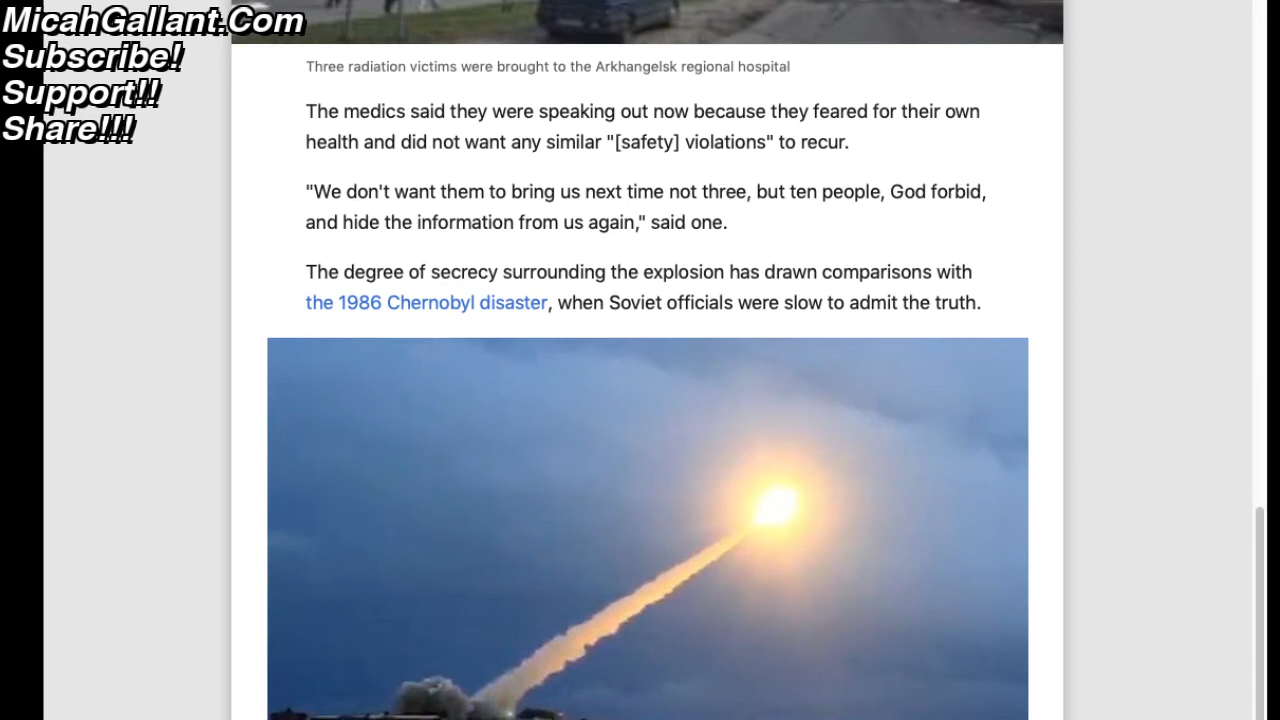 MicahGallant.Com
Subscribe!
Support!!
Share!!!
Three radiation victims were brought to the Arkhangelsk regional hospital
The medics said they were speaking out now because they feared for their own
health and did not want any similar "[safety] violations" to recur.
"We don't want them to bring us next time not three, but ten people, God forbid,
and hide the information from us again," said one.
The degree of secrecy surrounding the explosion has drawn comparisons with
the 1986 Chernobyl disaster, when Soviet officials were slow to admit the truth.